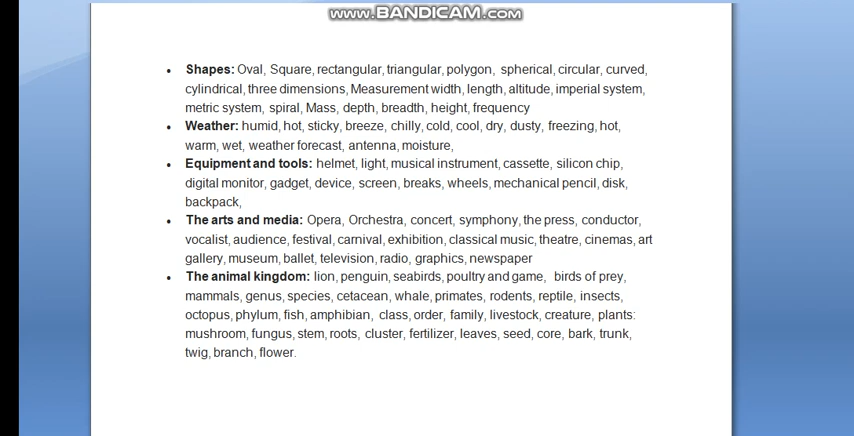 www.BANDICAM.com
• Shapes: Oval, Square, rectangular, triangular, polygon, spherical, circular, curved,
cylindrical, three dimensions, Measurement width, length, altitude, imperial system,
metric system, spiral, Mass, depth, breadth, height, frequency
• Weather: humid, hot, sticky, breeze, chilly, cold, cool, dry, dusty, freezing, hot,
warm, wet, weather forecast, antenna, moisture,
• Equipment and tools: helmet, light, musical instrument, cassette, silicon chip,
digital monitor, gadget, device, screen, breaks, wheels, mechanical pencil, disk,
backpack,
• The arts and media: Opera, Orchestra, concert, symphony, the press, conductor,
vocalist, audience, festival, carnival, exhibition, classical music, theatre, cinemas, art
gallery, museum, ballet, television, radio, graphics, newspaper
• The animal kingdom: lion, penguin, seabirds, poultry and game, birds of prey,
mammals, genus, species, cetacean, whale, primates, rodents, reptile, insects,
octopus, phylum, fish, amphibian, class, order, family, livestock, creature, plants:
mushroom, fungus, stem, roots, cluster, fertilizer, leaves, seed, core, bark, trunk,
twig, branch, flower.